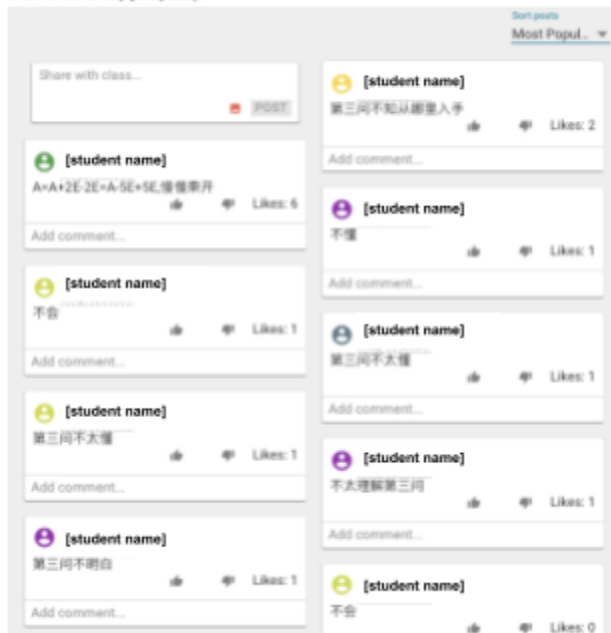 Sort posts
Most Popul...
Share with class...
POST
[student name]
A=A+2E-2E=A-5E+5E,慢慢乘开
Likes: 6
Add comment...
[student name]
不会
Likes: 1
Add comment...
[student name]
第三问不太懂
Likes: 1
Add comment...
[student name]
第三问不明白
Likes: 1
Add comment...
[student name]
第三问不知从哪里入手
Likes: 2
Add comment...
[student name]
不懂
Likes: 1
Add comment...
[student name]
第三问不太懂
Likes: 1
Add comment...
[student name]
不太理解第三问
Likes: 1
Add comment...
[student name]
不会
Likes: 0